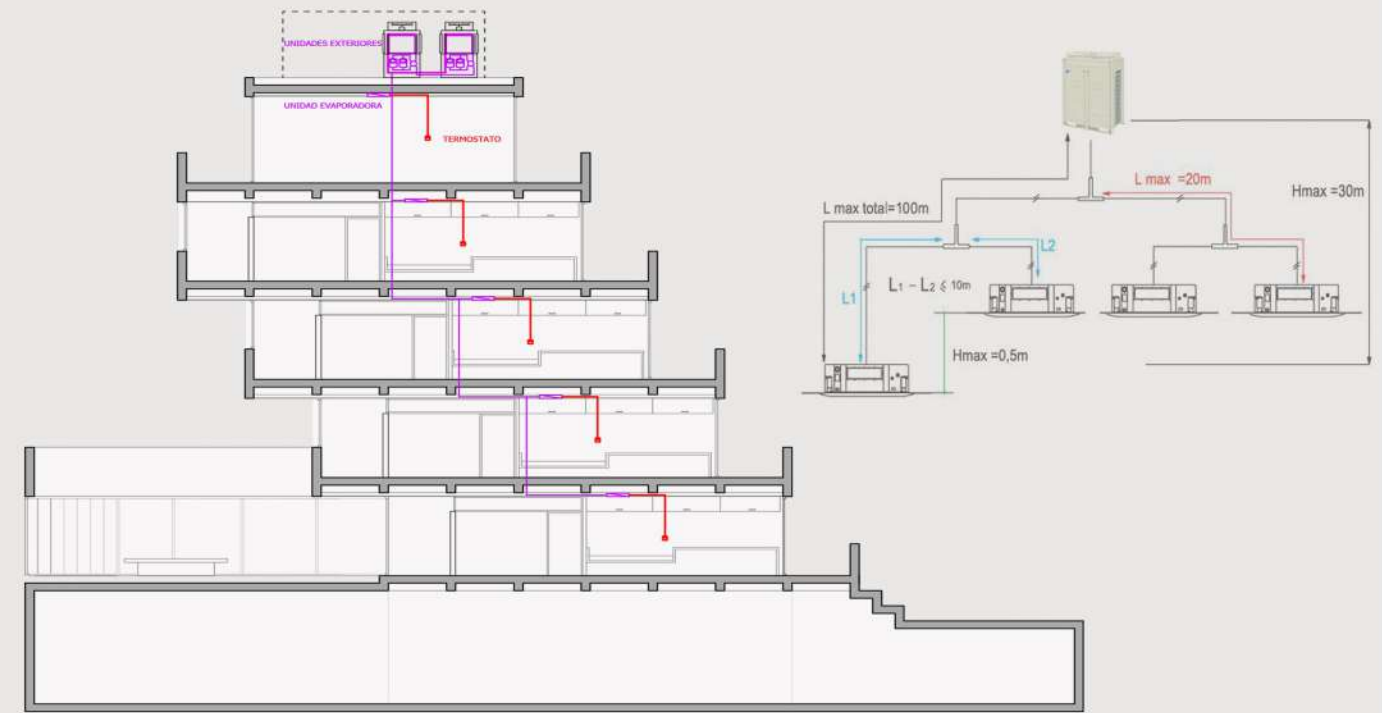 UNIDADES EXTERIORES
UNIDAD EVAPORADORA
TERMOSTATO
L max =20m
Hmax =30m
L max total=100m
L2
L1 - L2 ≤ 10m
L1
Hmax =0,5m